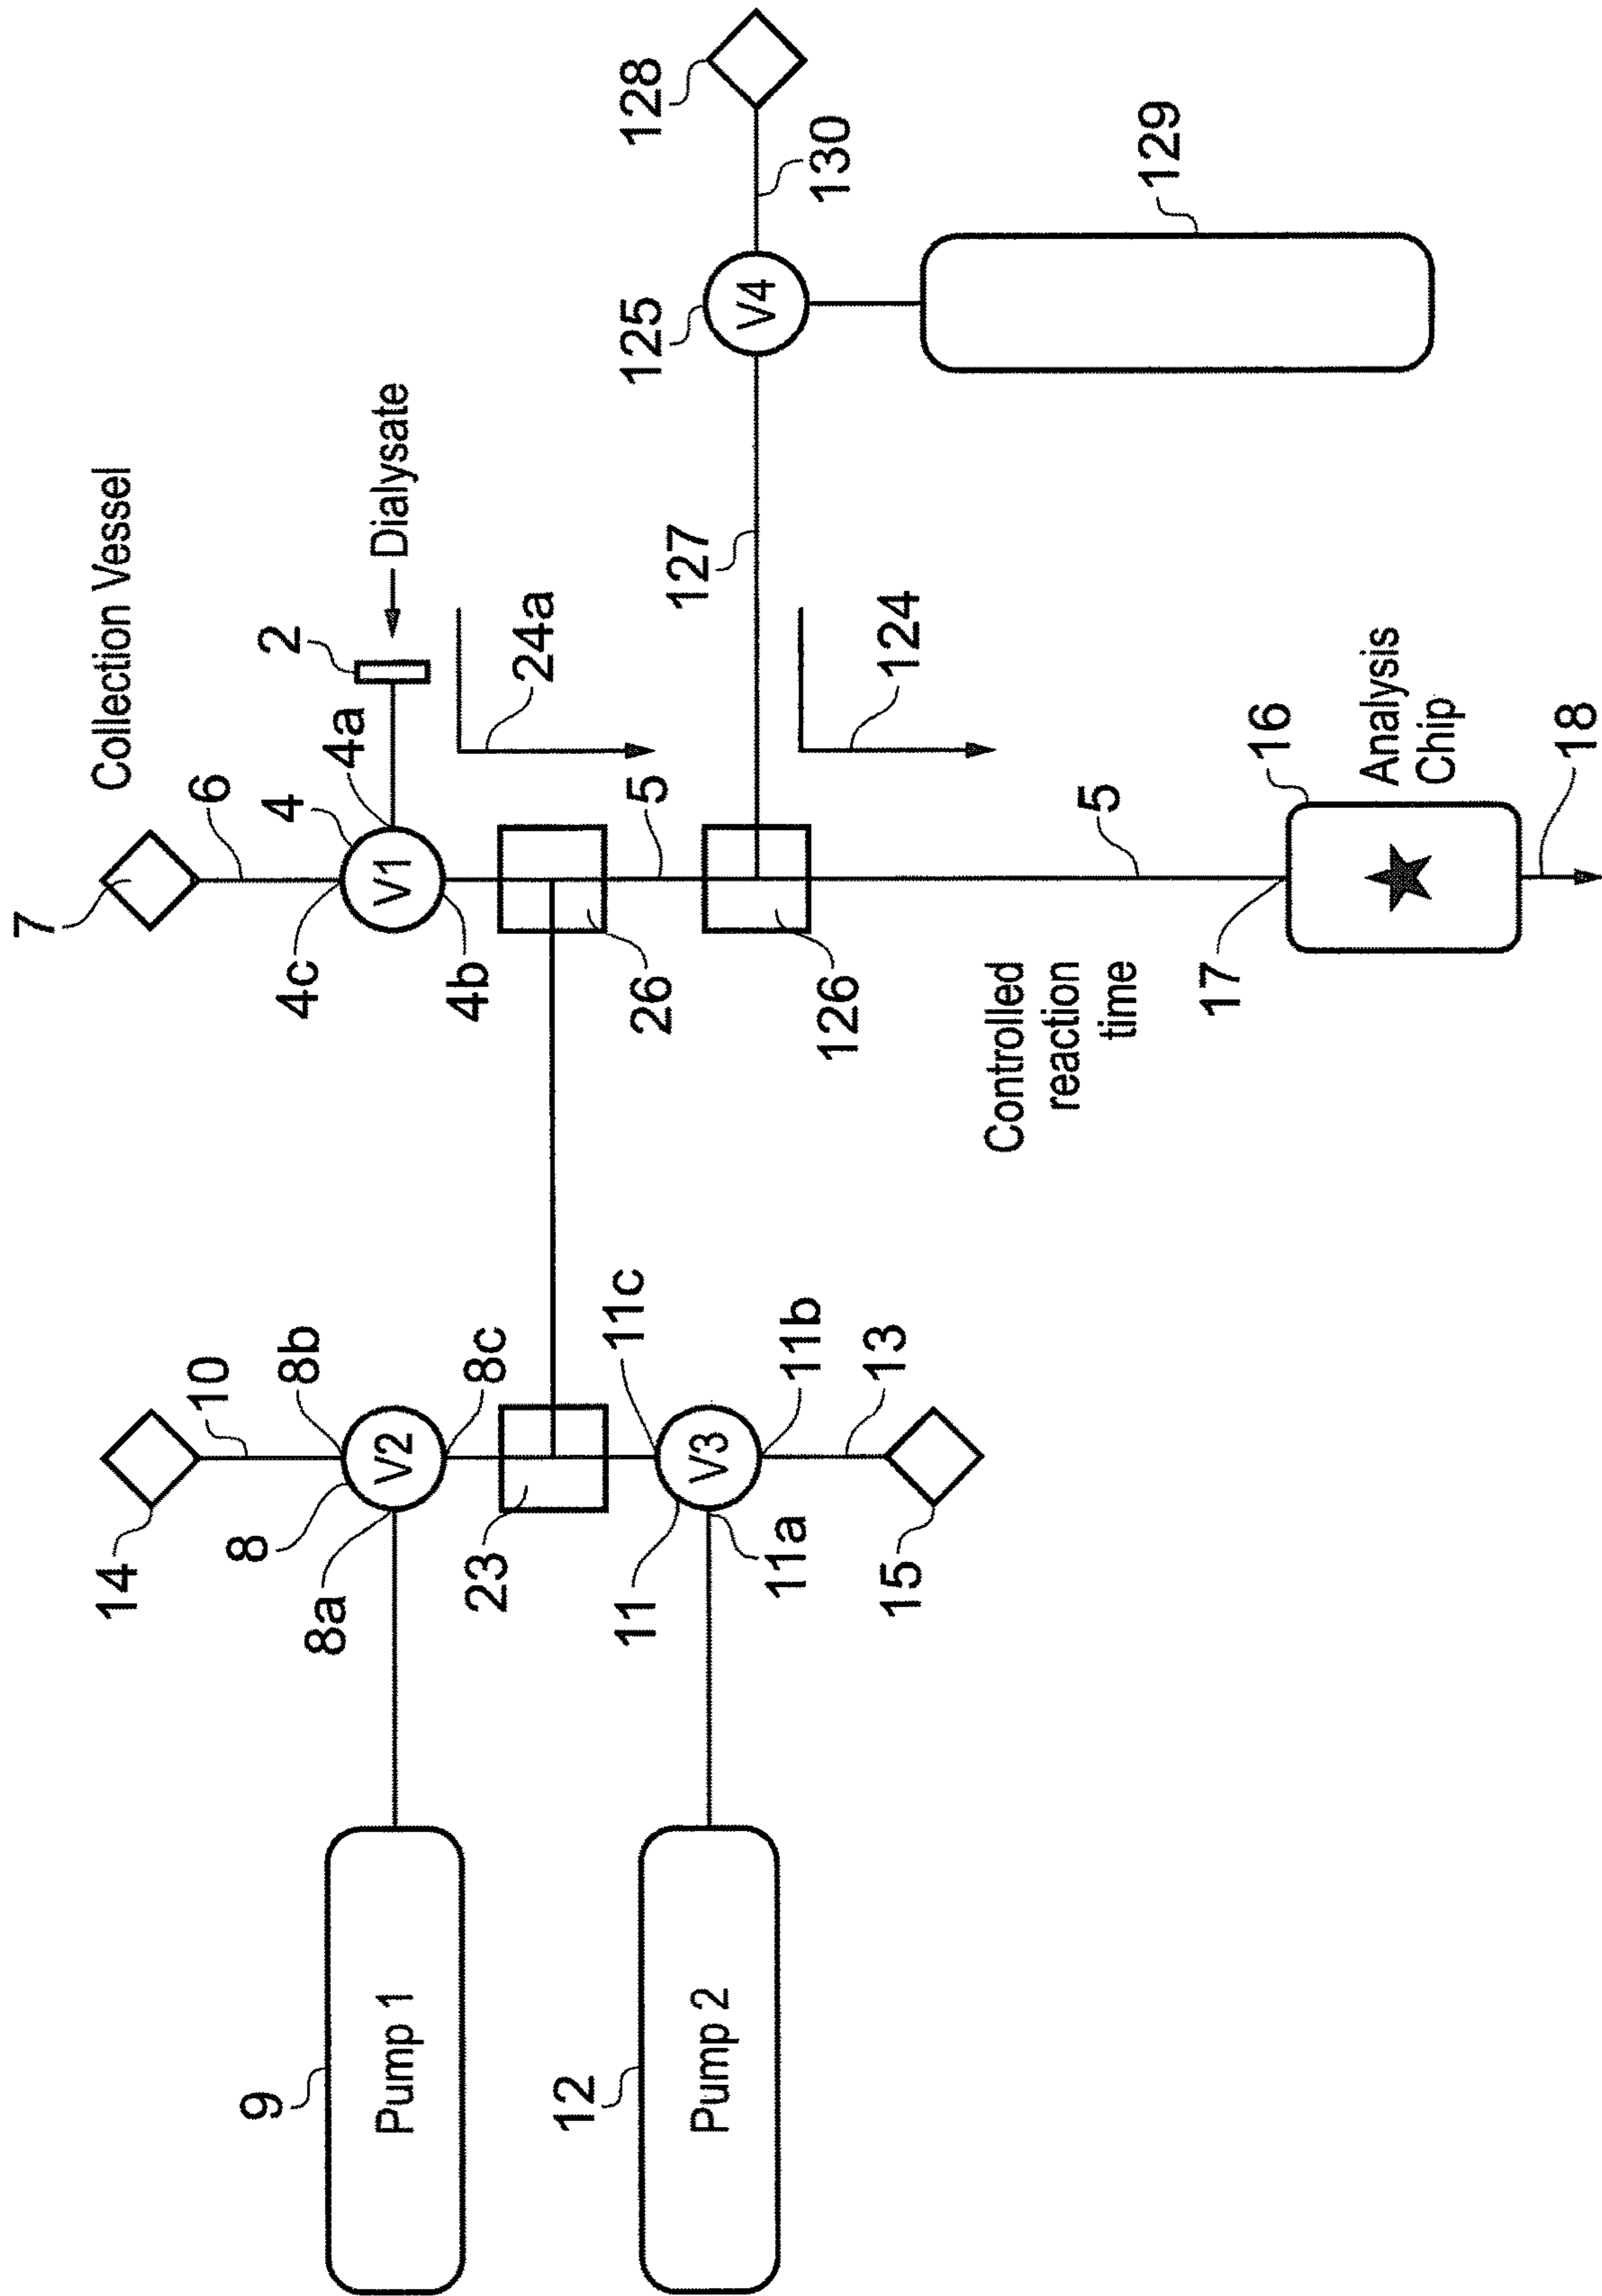 7
14
Collection Vessel
10
6
9
8
8b
4c
4
2
8a
4a
Pump 1
V2
V1
Dialysate
23
8c
4b
24a
12
11
11c
26
5
125
128
127
Pump 2
V3
V4
11a
11b
126
130
15
13
124
Controlled
reaction
time
5
129
17
16
Analysis
Chip
18